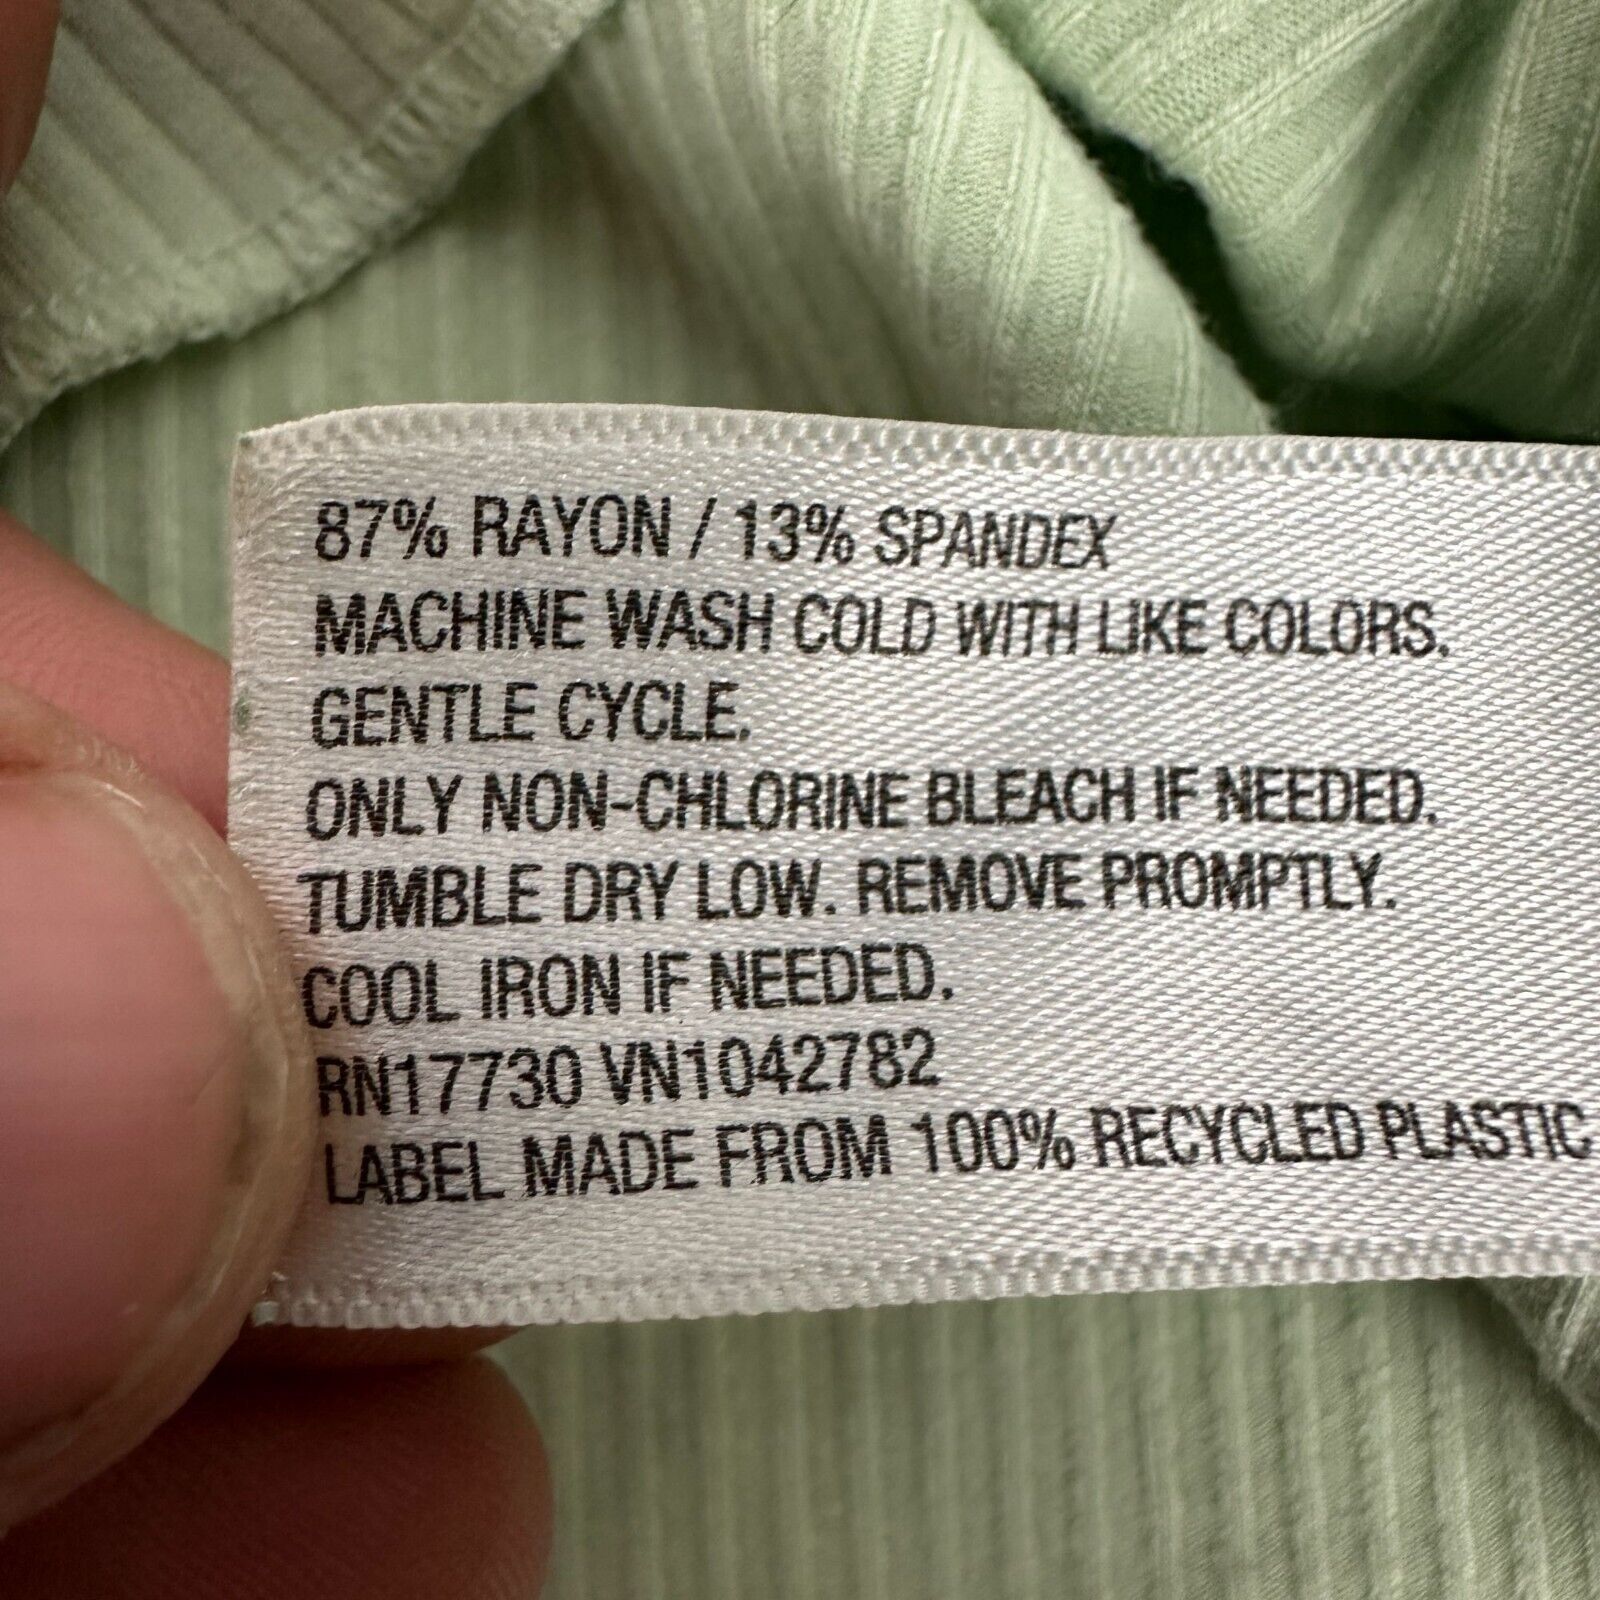 87% RAYON / 13% SPANDEX
MACHINE WASH COLD WITH LIKE COLORS.
GENTLE CYCLE.
ONLY NON-CHLORINE BLEACH IF NEEDED.
TUMBLE DRY LOW. REMOVE PROMPTLY.
COOL IRON IF NEEDED.
RN17730 VN1042782
LABEL MADE FROM 100% RECYCLED PLASTIC